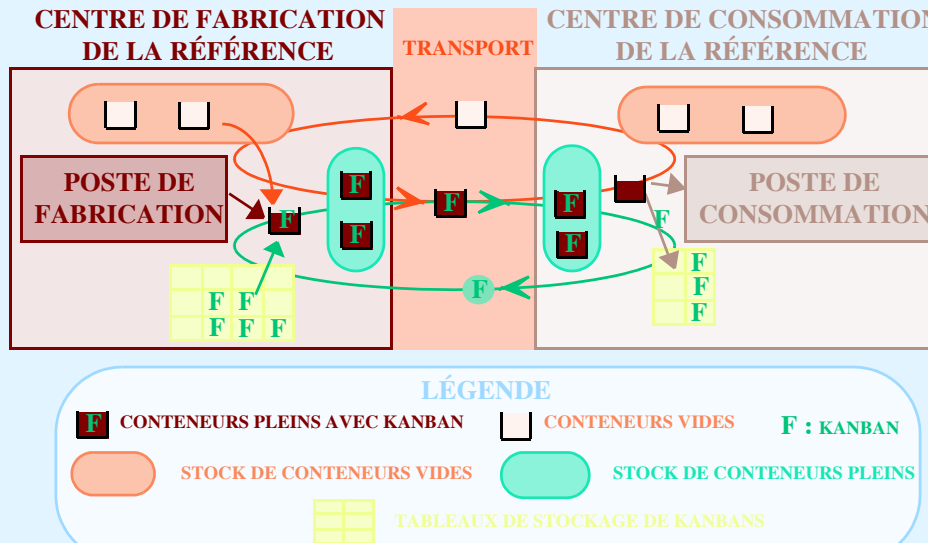 CENTRE DE FABRICATION
DE LA RÉFÉRENCE
TRANSPORT
CENTRE DE CONSOMMATION
DE LA RÉFÉRENCE
POSTE DE
FABRICATION
F
F
F
F
F
F
POSTE DE
CONSOMMATION
F
F F
F F F
F
F
F
F
LÉGENDE
F CONTENEURS PLEINS AVEC KANBAN
CONTENEURS VIDES
F : KANBAN
STOCK DE CONTENEURS VIDES
STOCK DE CONTENEURS PLEINS
TABLEAUX DE STOCKAGE DE KANBANS